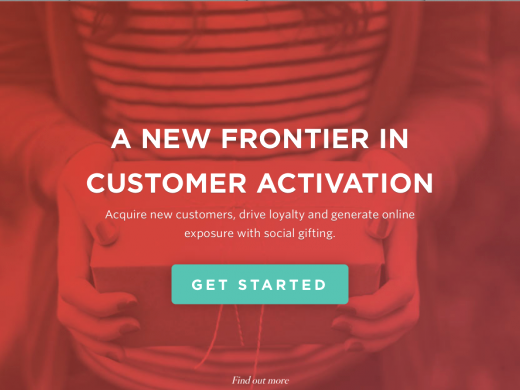 A NEW FRONTIER IN
CUSTOMER ACTIVATION
Acquire new customers, drive loyalty and generate online
exposure with social gifting.
GET STARTED
Find out more